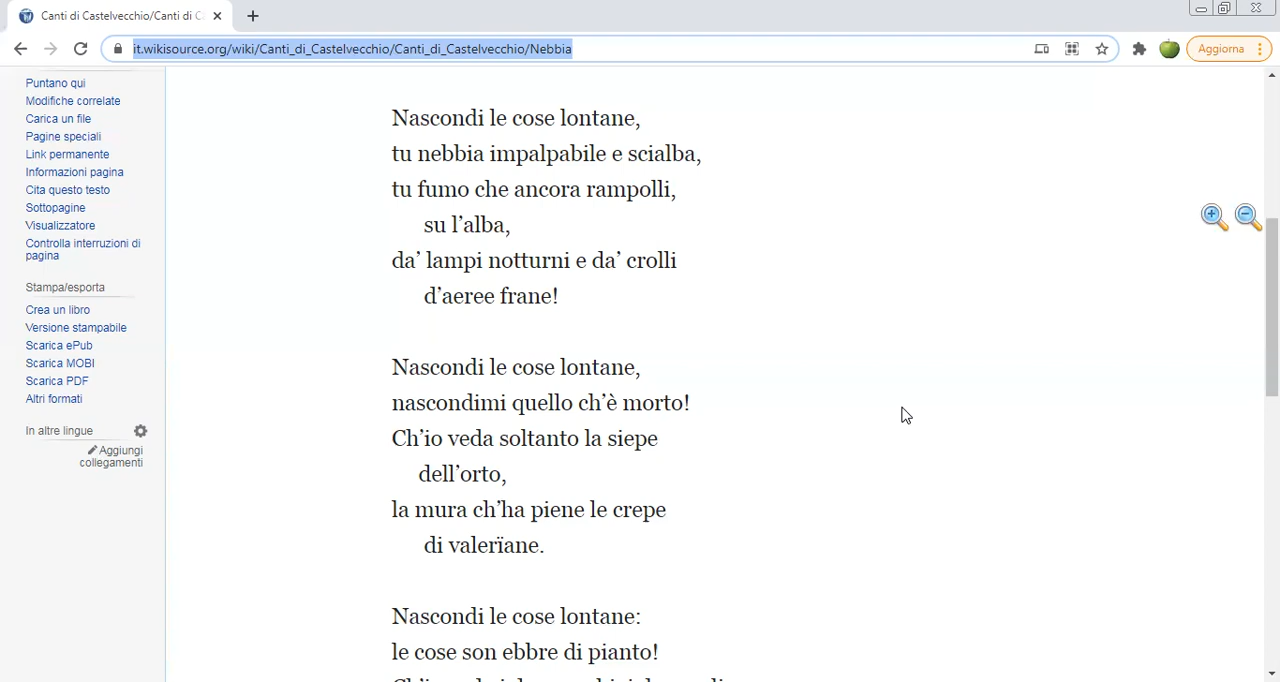 Canti di Castelvecchio/Canti di C
it.wikisource.org/wiki/Canti_di_Castelvecchio/Canti_di_Castelvecchio/Nebbia
Aggiorna
Puntano qui
Modifiche correlate
Carica un file
Pagine speciali
Link permanente
Informazioni pagina
Cita questo testo
Sottopagine
Visualizzatore
Controlla interruzioni di
pagina
Stampa/esporta
Crea un libro
Versione stampabile
Scarica ePub
Scarica MOBI
Scarica PDF
Altri formati
In altre lingue
Aggiungi
collegamenti
Nascondi le cose lontane,
tu nebbia impalpabile e scialba,
tu fumo che ancora rampolli,
su l’alba,
da’ lampi notturni e da’ crolli
d’aeree frane!
Nascondi le cose lontane,
nascondimi quello ch’è morto!
Ch’io veda soltanto la siepe
dell’orto,
la mura ch’ha piene le crepe
di valerïane.
Nascondi le cose lontane:
le cose son ebbre di pianto!